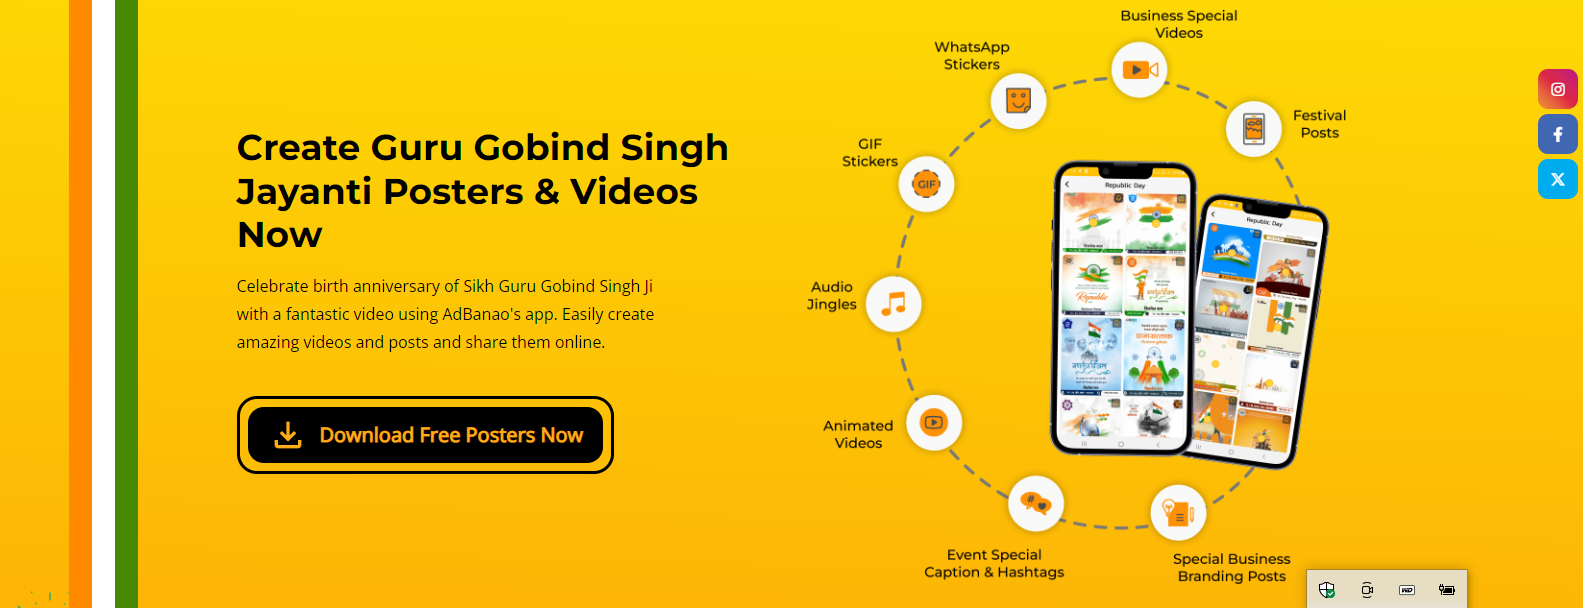 Create Guru Gobind Singh
Jayanti Posters & Videos
Now
Celebrate birth anniversary of Sikh Guru Gobind Singh Ji
with a fantastic video using AdBanao's app. Easily create
amazing videos and posts and share them online.
Download Free Posters Now
Business Special
Videos
WhatsApp
Stickers
Festival
Posts
GIF
Stickers
GIF
Audio
Jingles
Animated
Videos
Event Special
Caption & Hashtags
#
Special Business
Branding Posts
Republic Day
Republic Day
Republic
WD